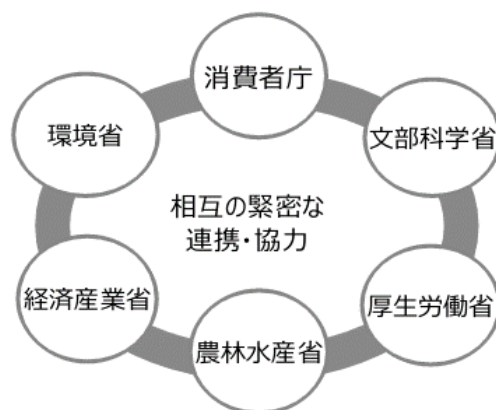 消費者庁
文部科学省
厚生労働省
農林水産省
経済産業省
環境省
相互の緊密な
連携・協力